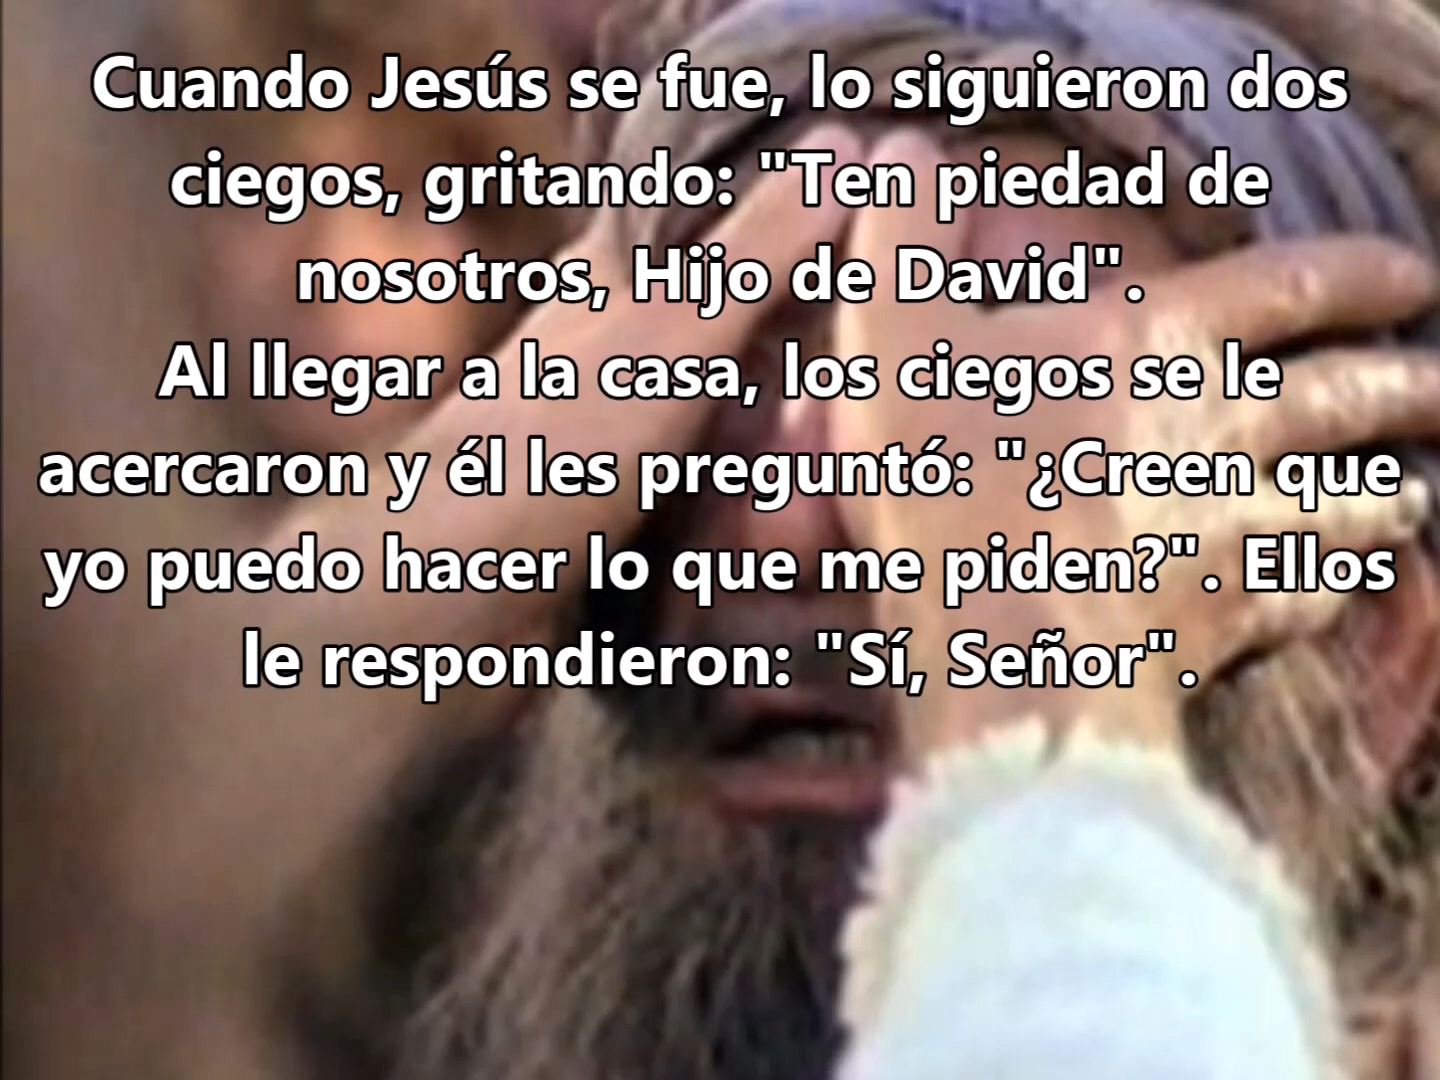 Cuando Jesús se fue, lo siguieron dos
ciegos, gritando: "Ten piedad de
nosotros, Hijo de David".
Al llegar a la casa, los ciegos se le
acercaron y él les preguntó: "¿Creen que
yo puedo hacer lo que me piden?". Ellos
le respondieron: "Sí, Señor".